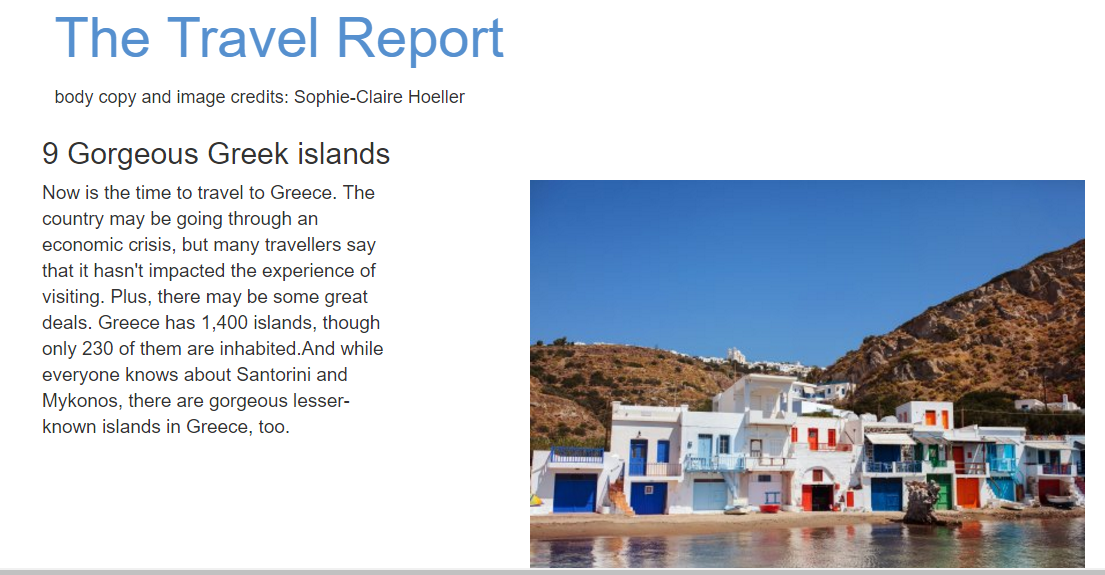 The Travel Report
body copy and image credits: Sophie-Claire Hoeller
9 Gorgeous Greek islands
Now is the time to travel to Greece. The
country may be going through an
economic crisis, but many travellers say
that it hasn't impacted the experience of
visiting. Plus, there may be some great
deals. Greece has 1,400 islands, though
only 230 of them are inhabited.And while
everyone knows about Santorini and
Mykonos, there are gorgeous lesser-
known islands in Greece, too.